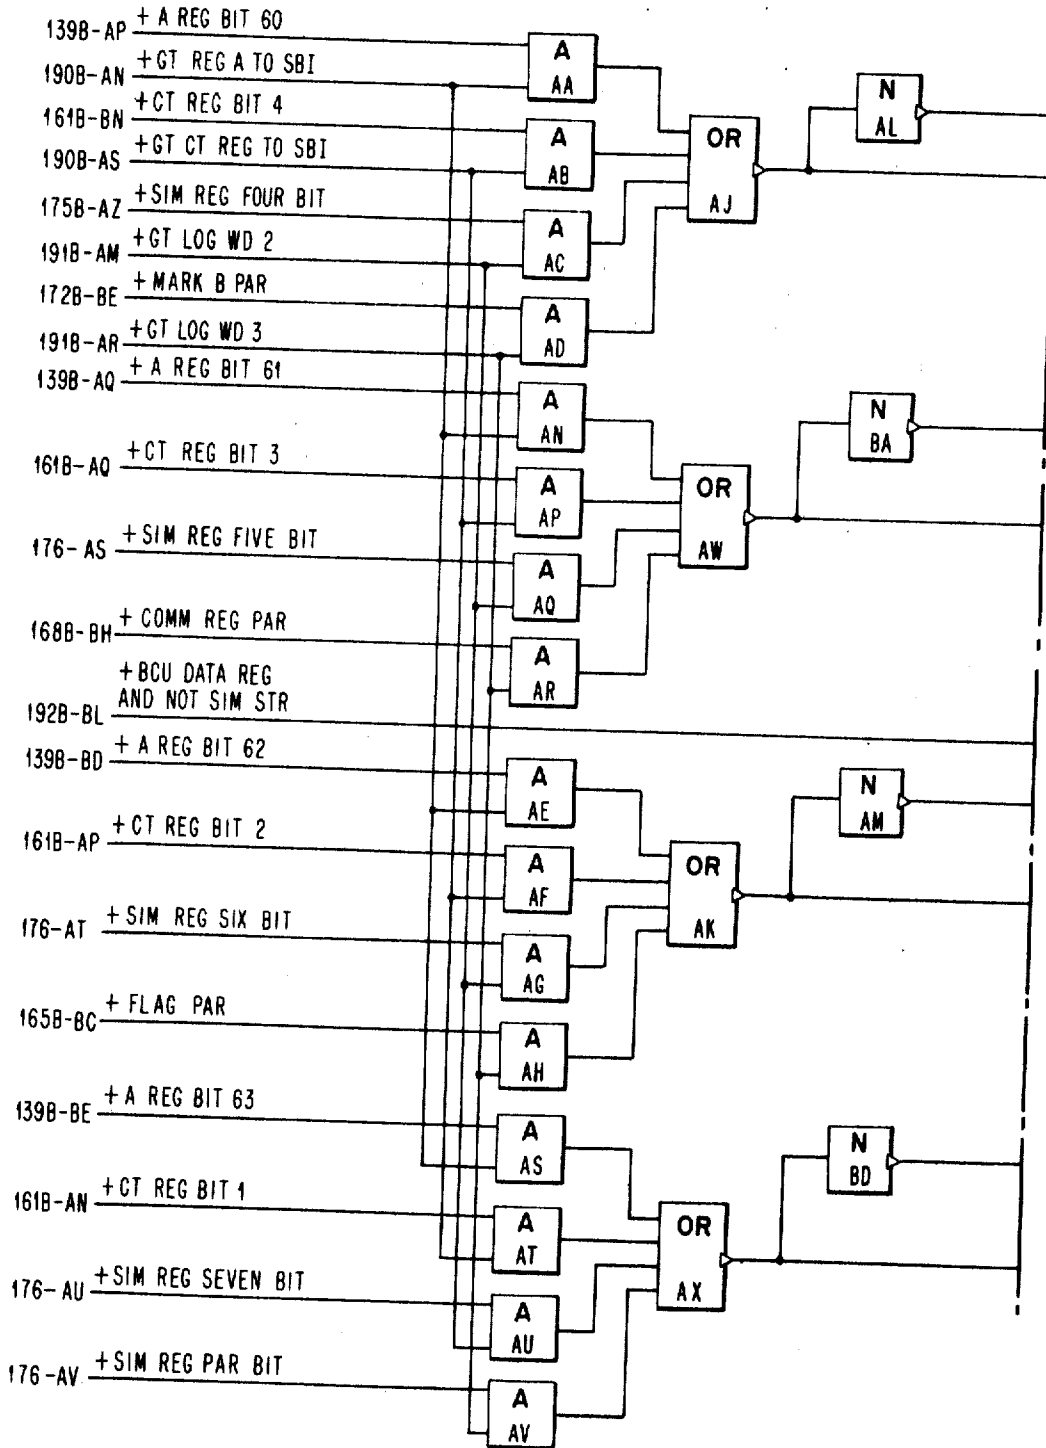 139B-AP + A REG BIT 60
190B-AN +GT REG A TO SBI
161B-BN +CT REG BIT 4
190B-AS +GT CT REG TO SBI
175B-AZ +SIM REG FOUR BIT
191B-AM +GT LOG WD 2
172B-BE + MARK B PAR
191B-AR +GT LOG WD 3
139B-AQ + A REG BIT 61
161B-AQ +CT REG BIT 3
176-AS + SIM REG FIVE BIT
168B-BH + COMM REG PAR
+ BCU DATA REG
192B-BL AND NOT SIM STR
139B-BD + A REG BIT 62
161B-AP + CT REG BIT 2
176-AT + SIM REG SIX BIT
165B-BC + FLAG PAR
139B-BE + A REG BIT 63
161B-AN + CT REG BIT 1
176-AU +SIM REG SEVEN BIT
176-AV +SIM REG PAR BIT
A
AA
A
AB
A
AC
A
AD
A
AN
A
AP
A
AQ
A
AR
A
AE
A
AF
A
AG
A
AH
A
AS
A
AT
A
AU
A
AV
OR
AJ
OR
AW
OR
AK
OR
AX
N
AL
N
BA
N
AM
N
BD